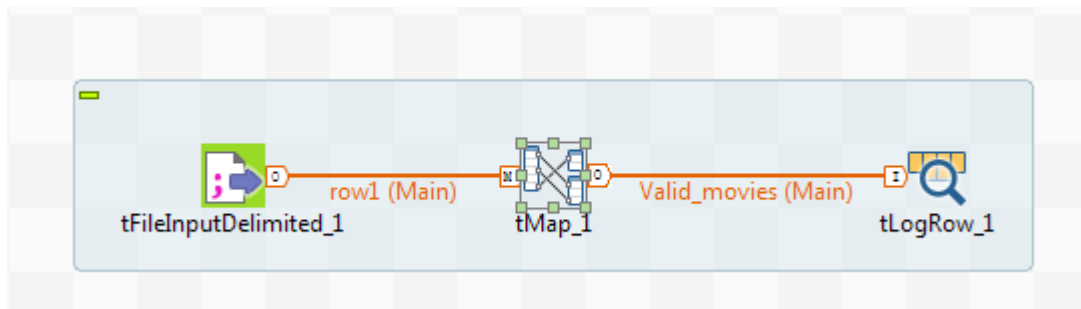 row1 (Main)
Valid_movies (Main)
tFileInputDelimited_1
tMap_1
tLogRow_1